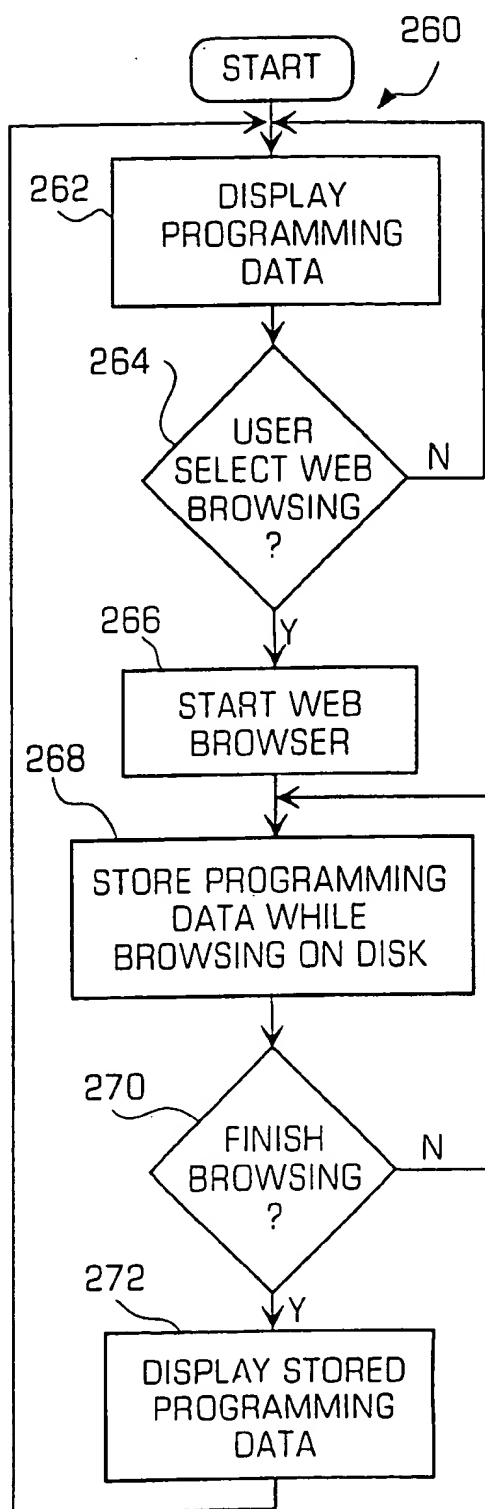 260
START
262
DISPLAY
PROGRAMMING
DATA
264
USER
SELECT WEB
BROWSING
?
N
Y
266
START WEB
BROWSER
268
STORE PROGRAMMING
DATA WHILE
BROWSING ON DISK
270
FINISH
BROWSING
?
N
Y
272
DISPLAY STORED
PROGRAMMING
DATA